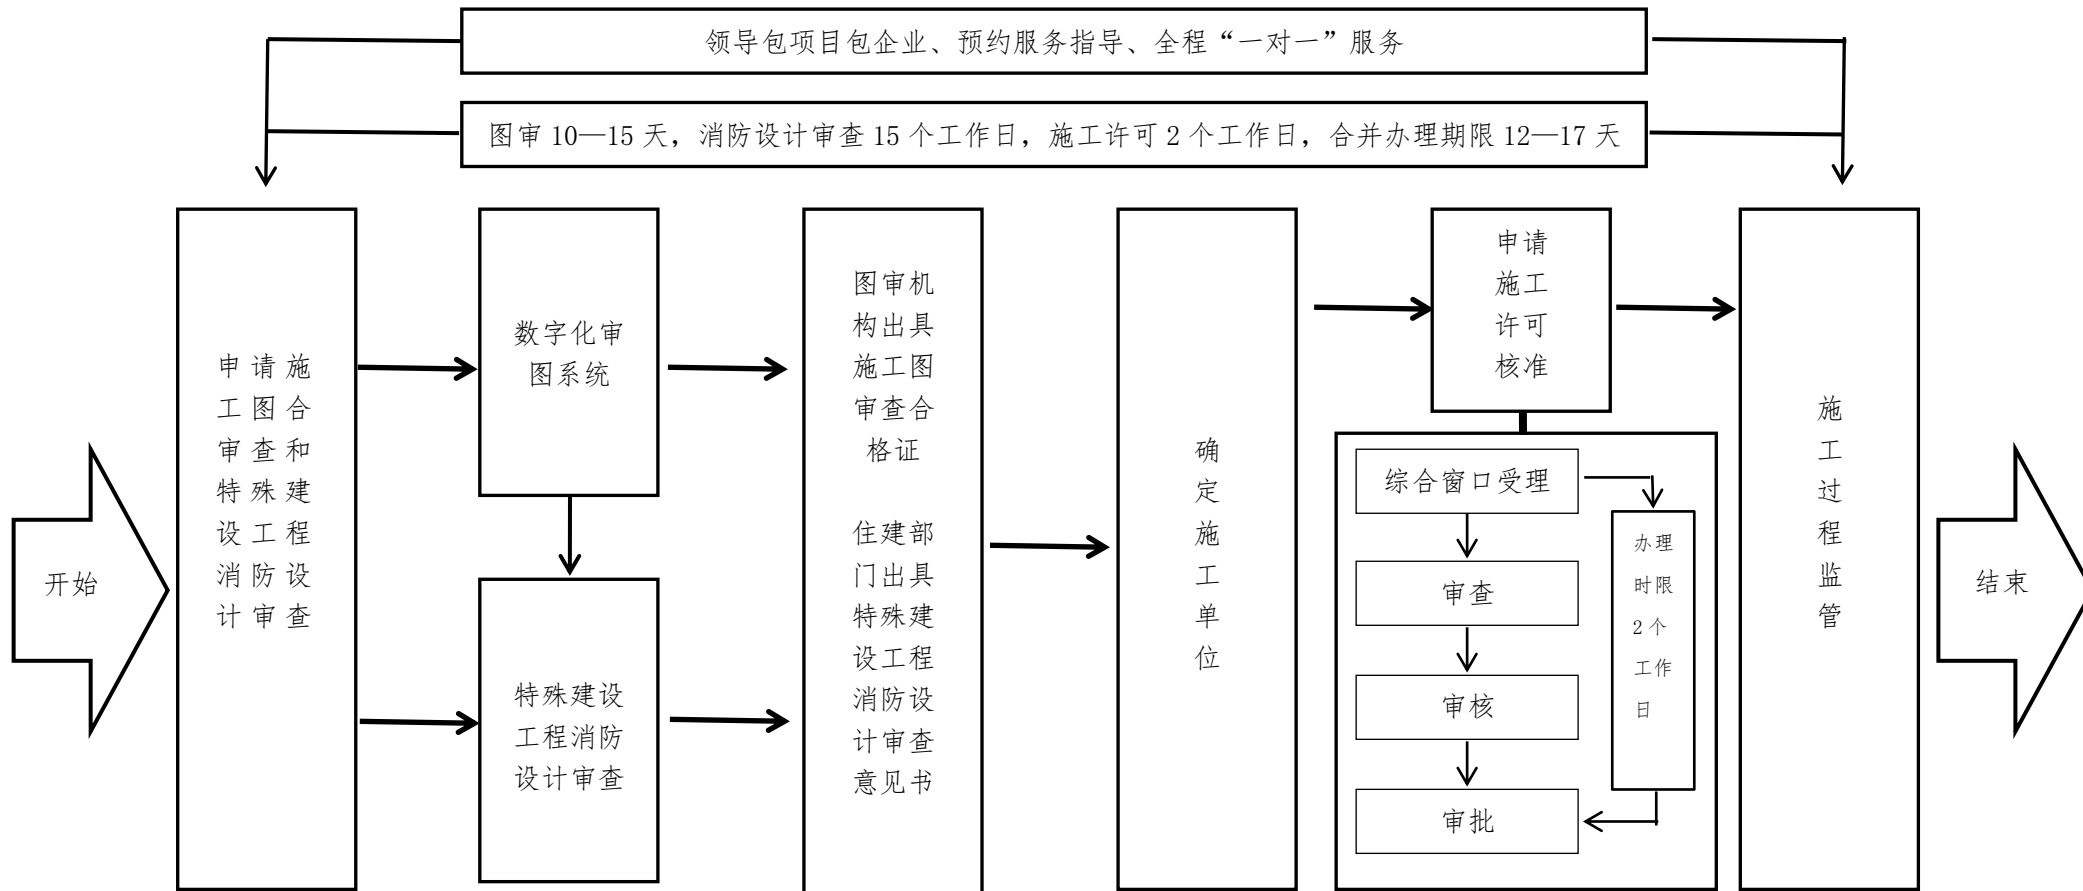 领导包项目包企业、预约服务指导、全程“一对一”服务
图审 10—15 天，消防设计审查 15 个工作日，施工许可 2 个工作日，合并办理期限 12—17 天
开始
申请施
工图合
审查和
特殊建
设工程
消防设
计审查
数字化审
图系统
特殊建设
工程消防
设计审查
图审机
构出具
施工图
审查合
格证
住建部
门出具
特殊建
设工程
消防设
计审查
意见书
确
定
施
工
单
位
申请
施工
许可
核准
综合窗口受理
审查
审核
审批
办理
时限
2 个
工作
日
施
工
过
程
监
管
结束